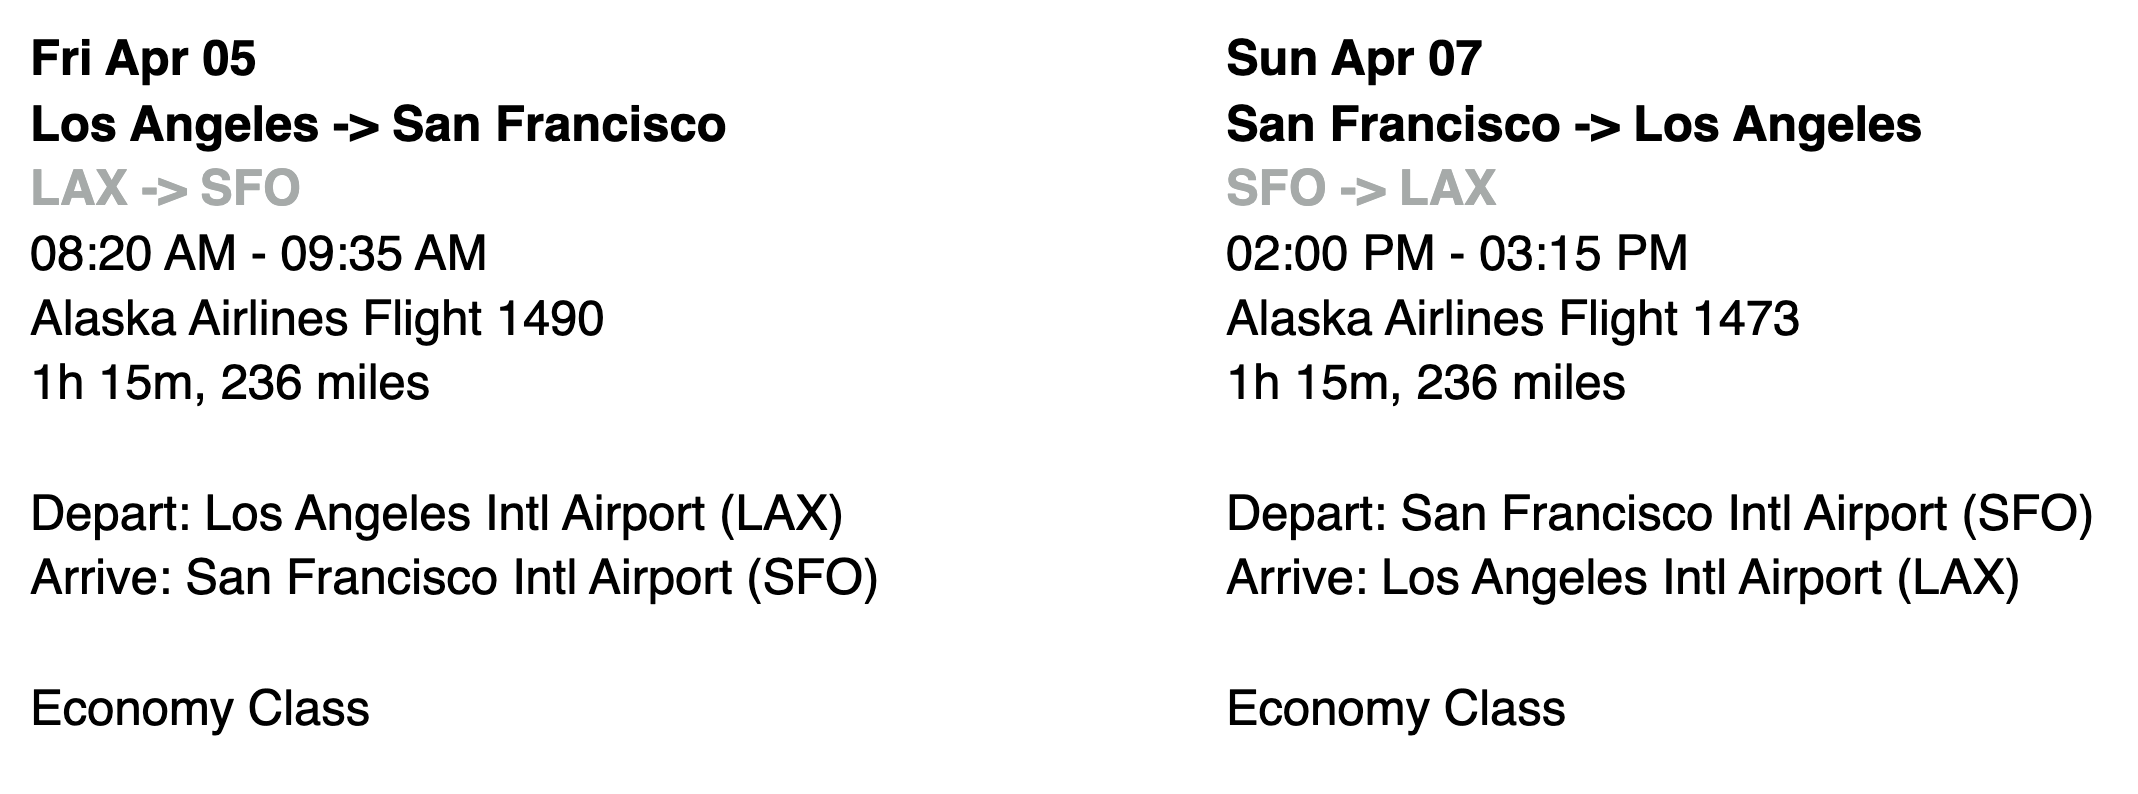 Fri Apr 05
Los Angeles -> San Francisco
LAX -> SFO
08:20 AM - 09:35 AM
Alaska Airlines Flight 1490
1h 15m, 236 miles
Depart: Los Angeles Intl Airport (LAX)
Arrive: San Francisco Intl Airport (SFO)
Economy Class
Sun Apr 07
San Francisco -> Los Angeles
SFO -> LAX
02:00 PM - 03:15 PM
Alaska Airlines Flight 1473
1h 15m, 236 miles
Depart: San Francisco Intl Airport (SFO)
Arrive: Los Angeles Intl Airport (LAX)
Economy Class